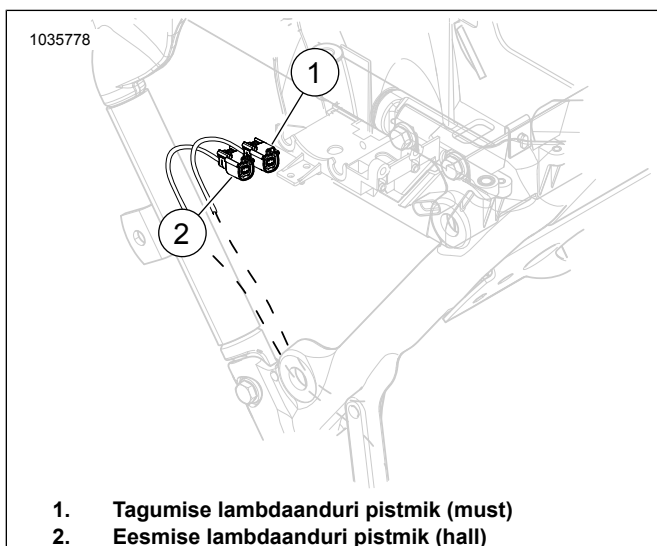 1035778
1
2
1. Tagumise lambdaanduri pistmik (must)
2. Eesmise lambdaanduri pistmik (hall)